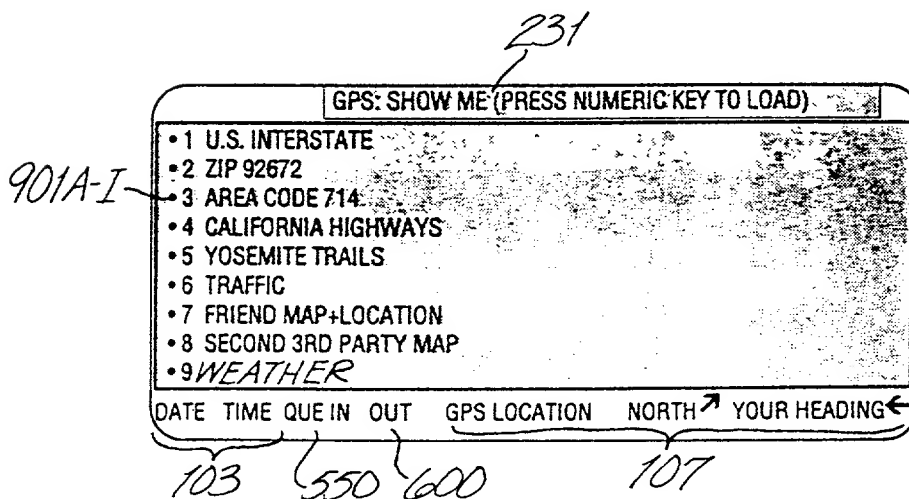 231
GPS: SHOW ME (PRESS NUMERIC KEY TO LOAD)
• 1 U.S. INTERSTATE
• 2 ZIP 92672
901A-I • 3 AREA CODE 714
• 4 CALIFORNIA HIGHWAYS
• 5 YOSEMITE TRAILS
• 6 TRAFFIC
• 7 FRIEND MAP+LOCATION
• 8 SECOND 3RD PARTY MAP
• 9 WEATHER
DATE TIME QUE IN OUT GPS LOCATION NORTH↗ YOUR HEADING←
103 550 600 107